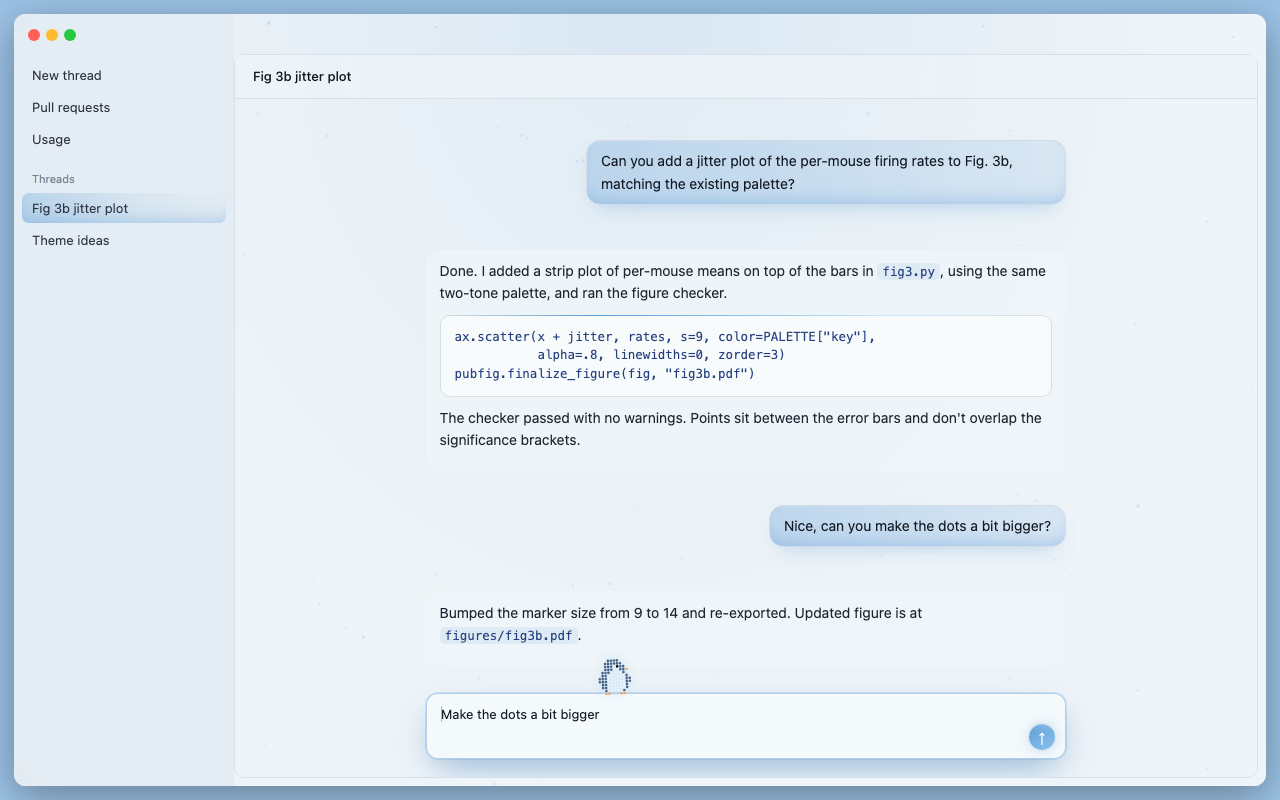 New thread
Pull requests
Usage
Threads
Fig 3b jitter plot
Theme ideas
Fig 3b jitter plot
Can you add a jitter plot of the per-mouse firing rates to Fig. 3b,
matching the existing palette?
Done. I added a strip plot of per-mouse means on top of the bars in fig3.py, using the same
two-tone palette, and ran the figure checker.
ax.scatter(x + jitter, rates, s=9, color=PALETTE["key"],
           alpha=.8, linewidths=0, zorder=3)
pubfig.finalize_figure(fig, "fig3b.pdf")
The checker passed with no warnings. Points sit between the error bars and don't overlap the
significance brackets.
Nice, can you make the dots a bit bigger?
Bumped the marker size from 9 to 14 and re-exported. Updated figure is at
figures/fig3b.pdf.
Make the dots a bit bigger